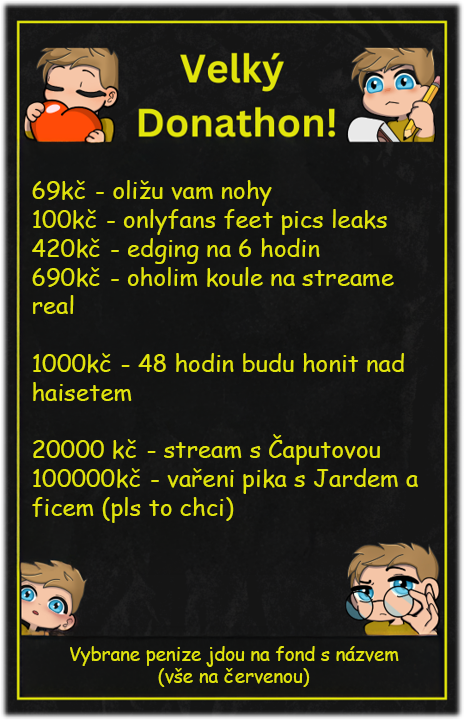 Velký
Donathon!
69kč - oližu vam nohy
100kč - onlyfans feet pics leaks
420kč - edging na 6 hodin
690kč - oholim koule na streame
real
1000kč - 48 hodin budu honit nad
haisetem
20000 kč - stream s Čaputovou
100000kč - vařeni pika s Jardem a
ficem (pls to chci)
Vybrane penize jdou na fond s názvem
(vše na červenou)